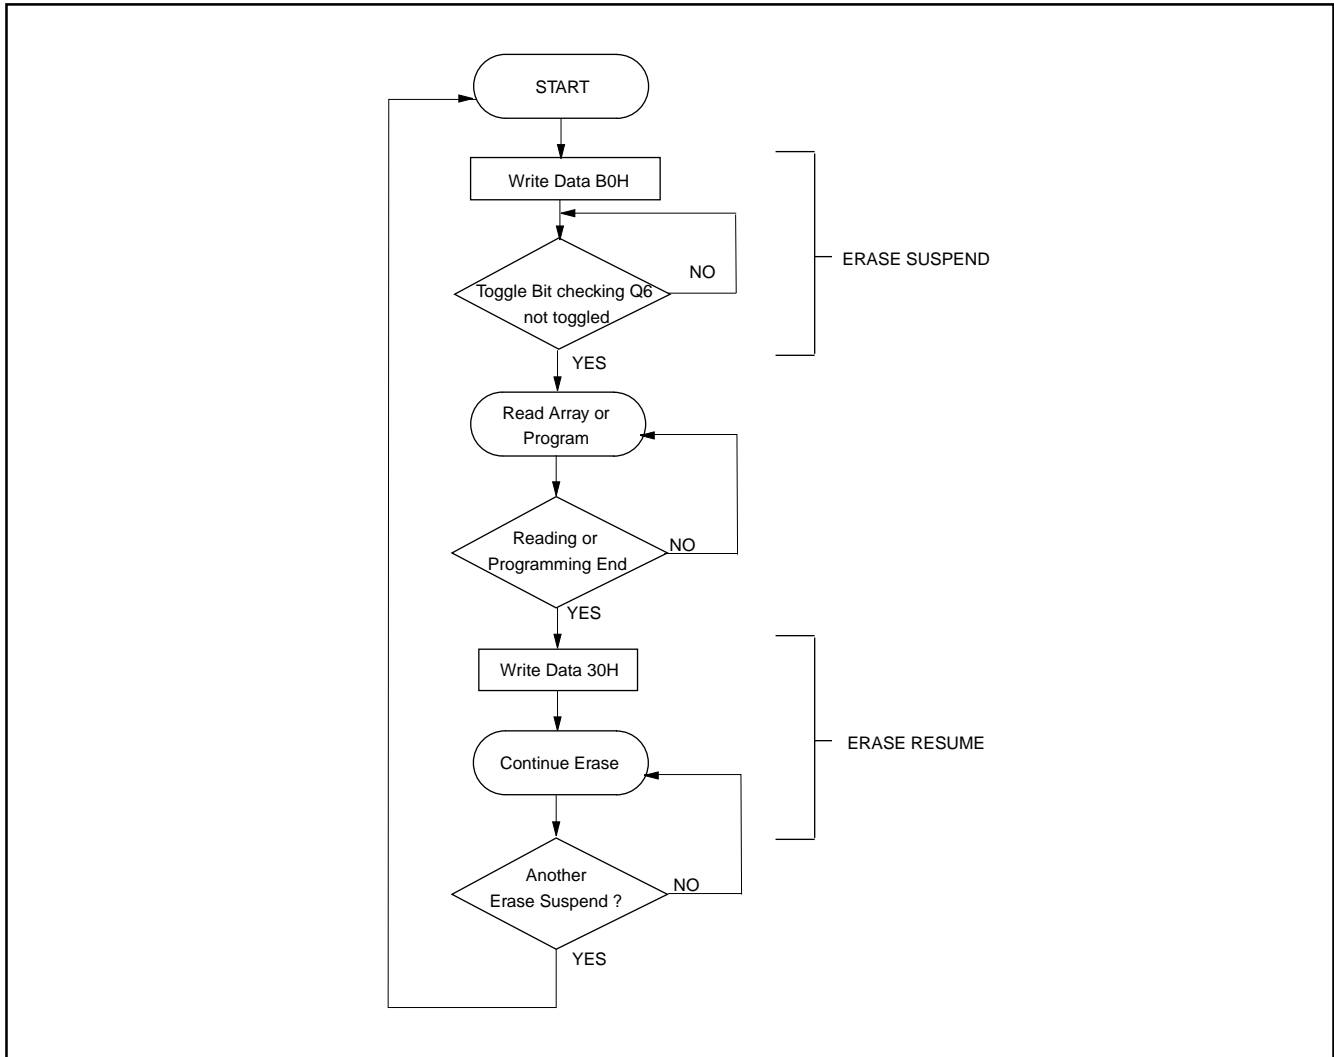 START
Write Data B0H
ERASE SUSPEND
NO
Toggle Bit checking Q6
not toggled
YES
Read Array or
Program
Reading or
Programming End
NO
YES
Write Data 30H
ERASE RESUME
Continue Erase
Another
Erase Suspend ?
NO
YES